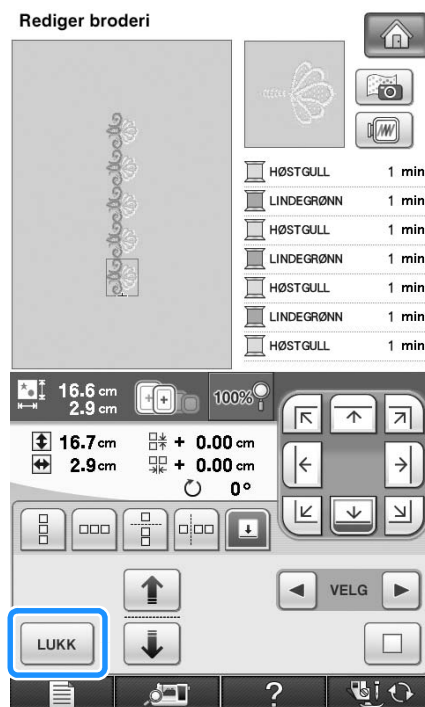 Rediger broderi
HØSTGULL 1 min
LINDEGRØNN 1 min
HØSTGULL 1 min
LINDEGRØNN 1 min
HØSTGULL 1 min
LINDEGRØNN 1 min
HØSTGULL 1 min
16.6 cm
2.9 cm
100%
16.7 cm + 0.00 cm
2.9 cm + 0.00 cm
0°
VELG
LUKK
?